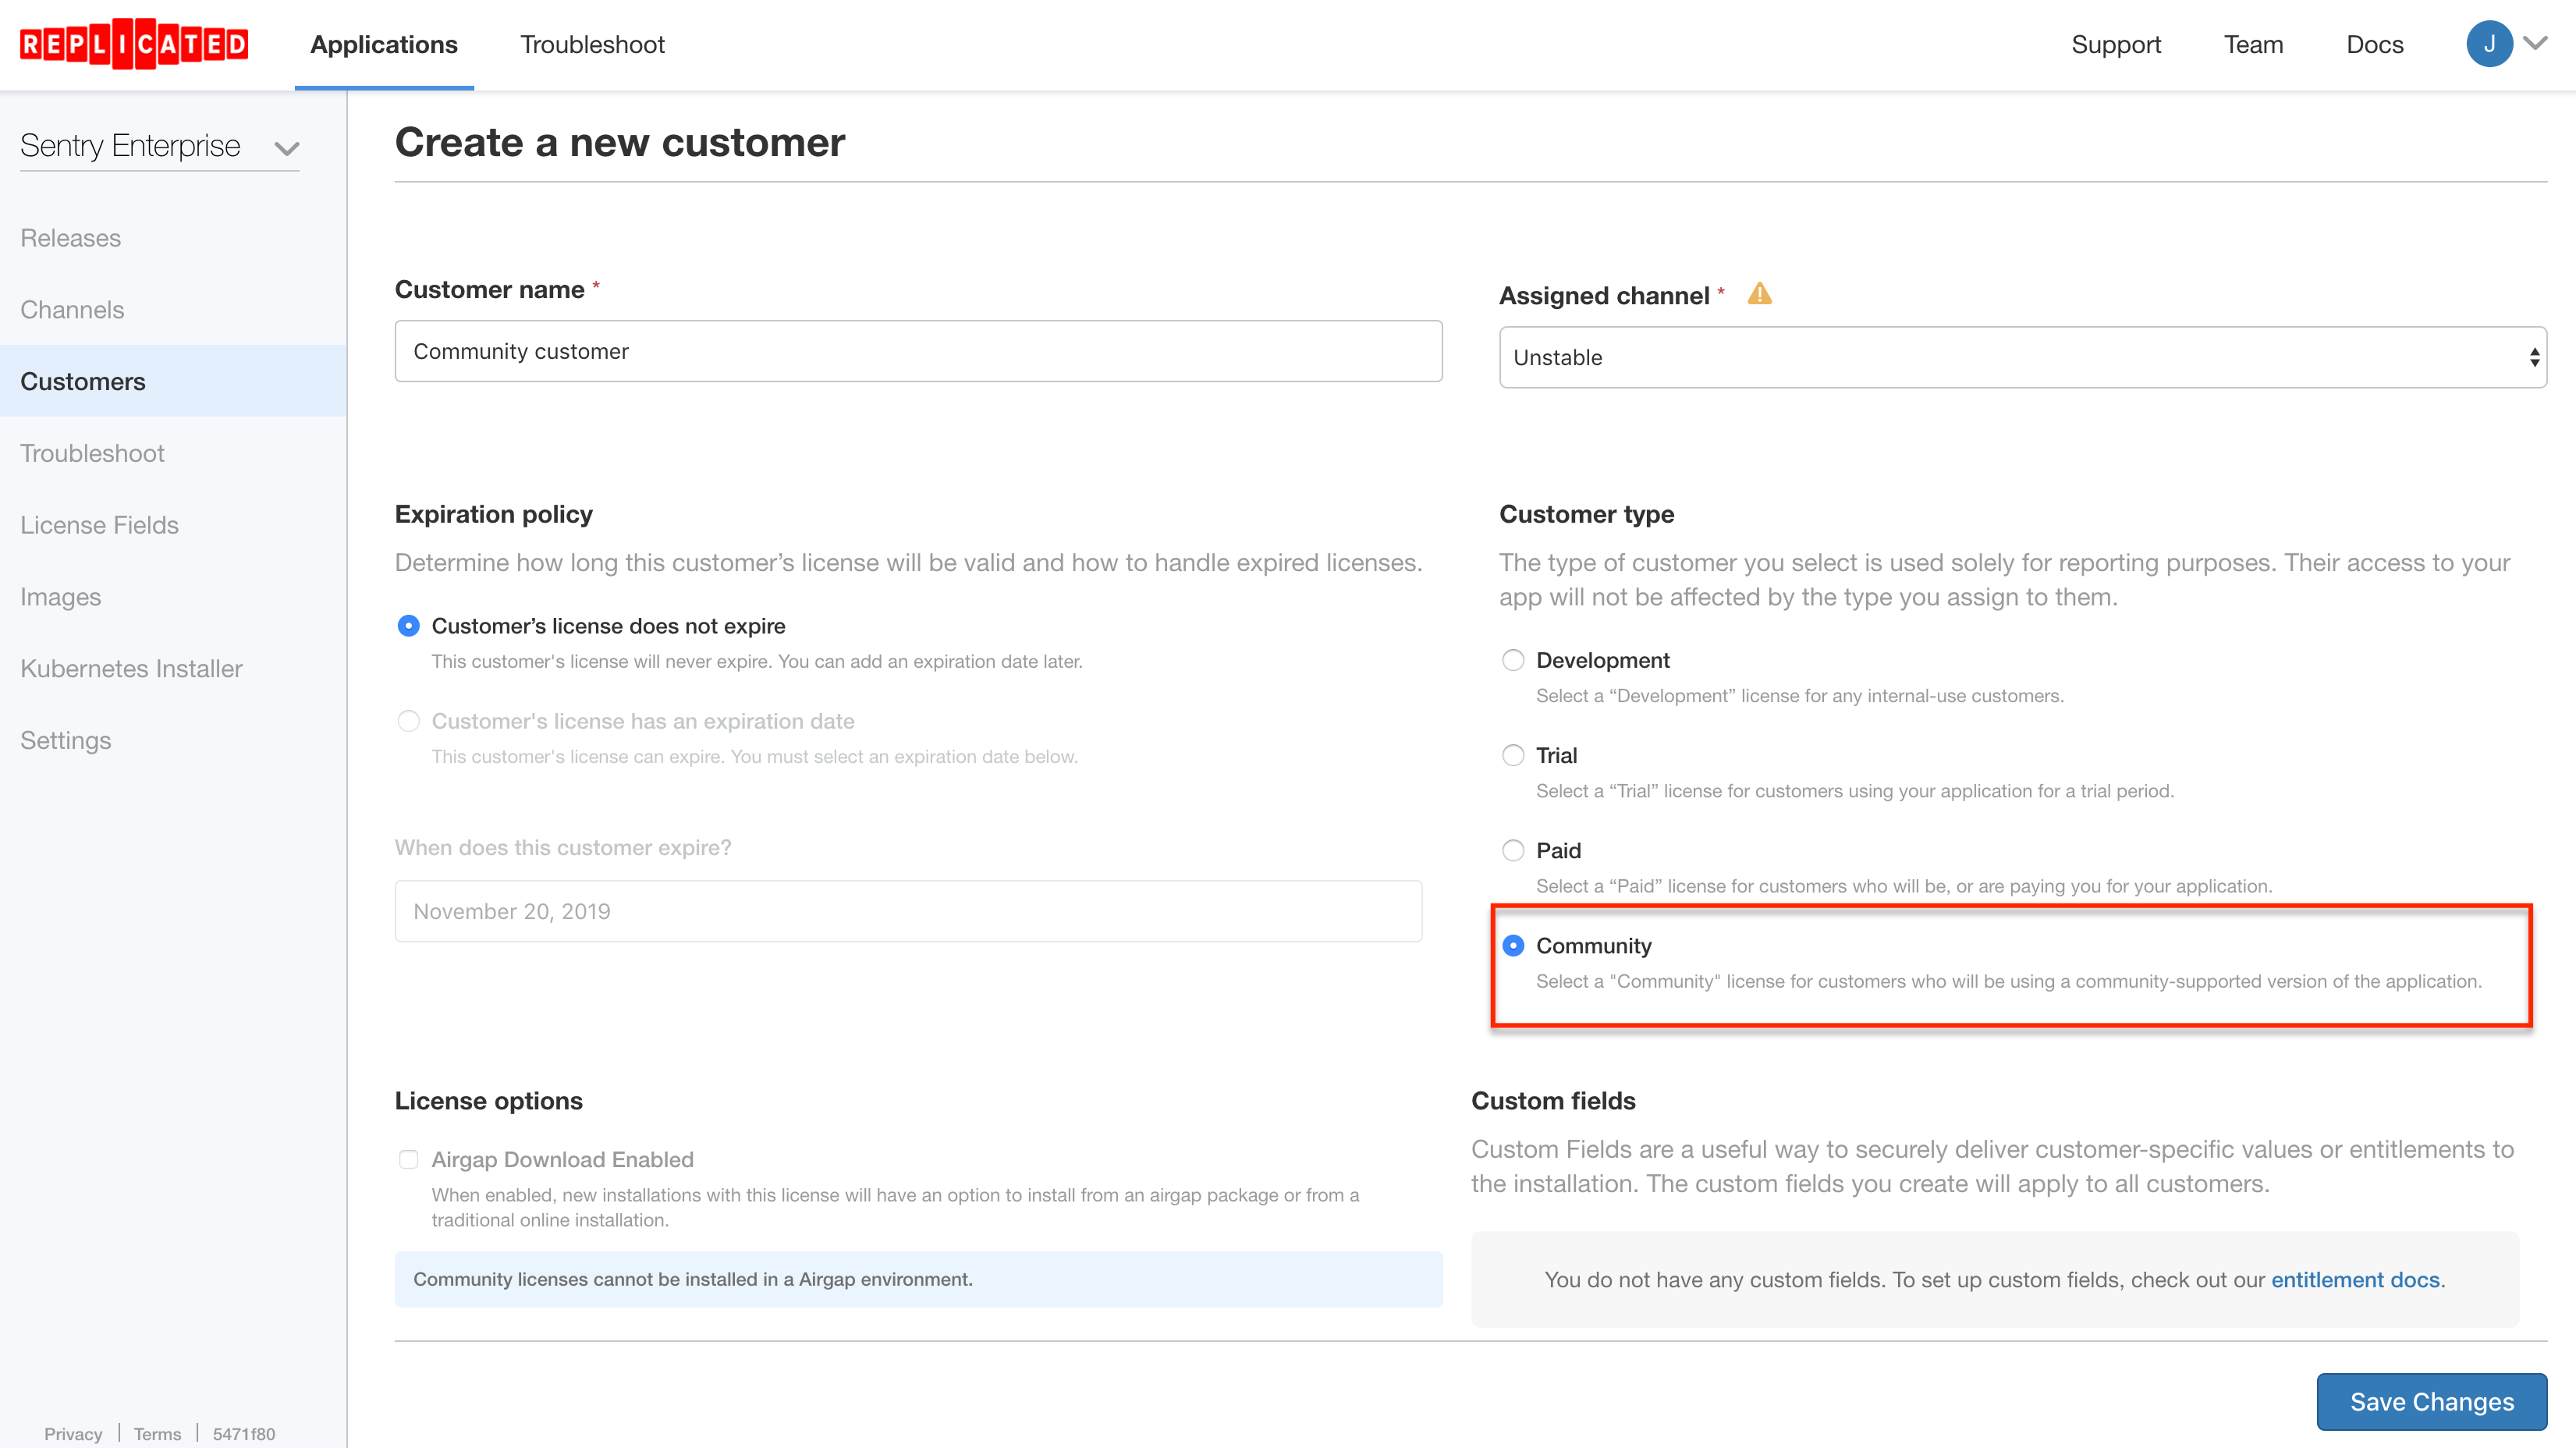 REPLICATED
Applications
Troubleshoot
Support
Team
Docs
J
Sentry Enterprise
Releases
Channels
Customers
Troubleshoot
License Fields
Images
Kubernetes Installer
Settings
Privacy
Terms
5471f80
Create a new customer
Customer name *
Community customer
Assigned channel *
Unstable
Expiration policy
Determine how long this customer’s license will be valid and how to handle expired licenses.
Customer’s license does not expire
This customer's license will never expire. You can add an expiration date later.
Customer's license has an expiration date
This customer's license can expire. You must select an expiration date below.
When does this customer expire?
November 20, 2019
Customer type
The type of customer you select is used solely for reporting purposes. Their access to your
app will not be affected by the type you assign to them.
Development
Select a “Development” license for any internal-use customers.
Trial
Select a “Trial” license for customers using your application for a trial period.
Paid
Select a “Paid” license for customers who will be, or are paying you for your application.
Community
Select a "Community" license for customers who will be using a community-supported version of the application.
License options
Airgap Download Enabled
When enabled, new installations with this license will have an option to install from an airgap package or from a
traditional online installation.
Community licenses cannot be installed in a Airgap environment.
Custom fields
Custom Fields are a useful way to securely deliver customer-specific values or entitlements to
the installation. The custom fields you create will apply to all customers.
You do not have any custom fields. To set up custom fields, check out our entitlement docs.
Save Changes